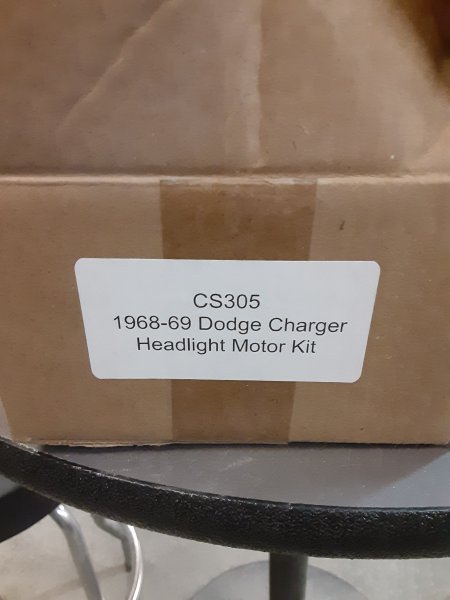 CS305
1968-69 Dodge Charger
Headlight Motor Kit